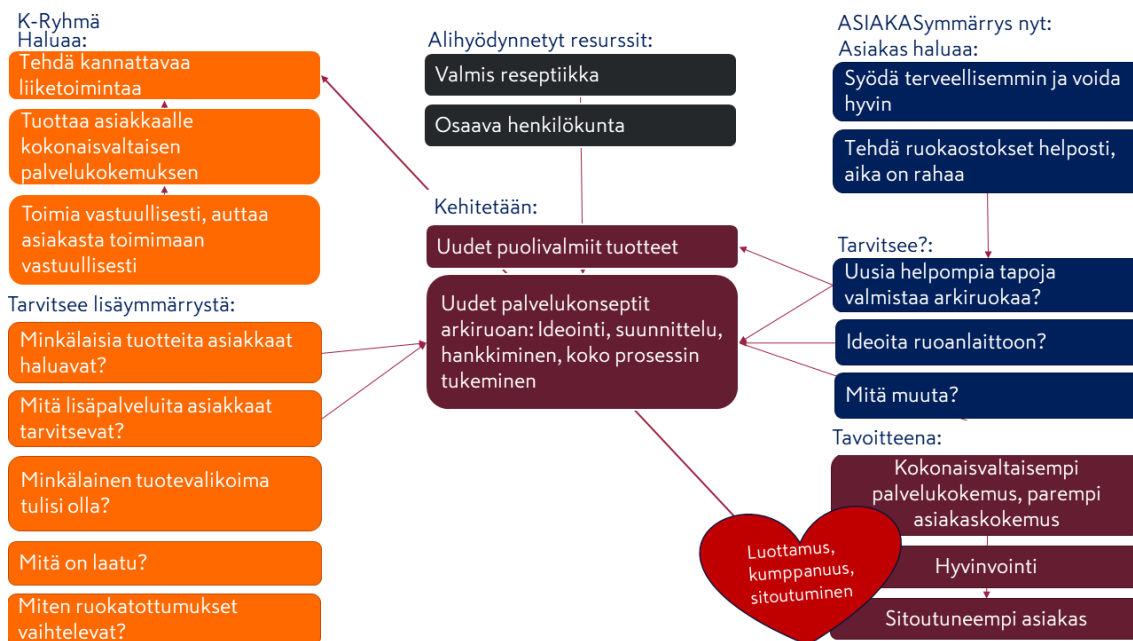 K-Ryhmä
Haluaa:
Tehdä kannattavaa
liiketoimintaa
Tuottaa asiakkaalle
kokonaisvaltaisen
palvelukokemuksen
Toimia vastuullisesti, auttaa
asiakasta toimimaan
vastuullisesti
Tarvitsee lisäymmärrystä:
Minkälaisia tuotteita asiakkaat
haluavat?
Mitä lisäpalveluita asiakkaat
tarvitsevat?
Minkälainen tuotevalikoima
tulisi olla?
Mitä on laatu?
Miten ruokatottumukset
vaihtelevat?
Alihyödynnetyt resurssit:
Valmis reseptiikka
Osaava henkilökunta
Kehitetään:
Uudet puolivalmiit tuotteet
Uudet palvelukonseptit
arkiruoan: Ideointi, suunnittelu,
hankkiminen, koko prosessin
tukeminen
Luottamus,
kumppanuus,
sitoutuminen
ASIAKASymmärrys nyt:
Asiakas haluaa:
Syödä terveellisemmin ja voida
hyvin
Tehdä ruokaostokset helposti,
aika on rahaa
Tarvitsee?:
Uusia helpompia tapoja
valmistaa arkiruokaa?
Ideoita ruoanlaittoon?
Mitä muuta?
Tavoitteena:
Kokonaisvaltaisempi
palvelukokemus, parempi
asiakaskokemus
Hyvinvointi
Sitoutuneempi asiakas